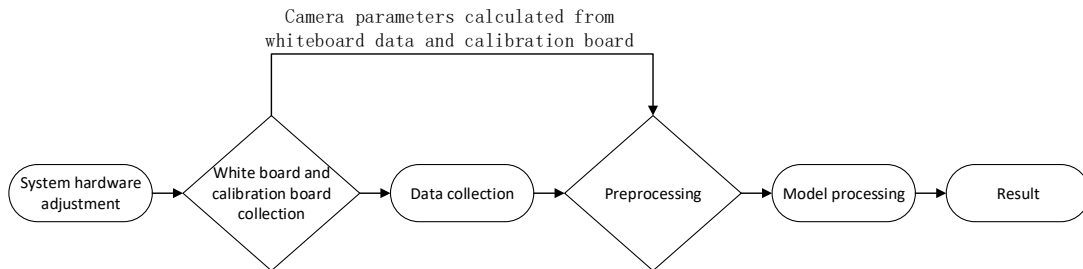 Camera parameters calculated from
whiteboard data and calibration board
System hardware
adjustment
White board and
calibration board
collection
Data collection
Preprocessing
Model processing
Result